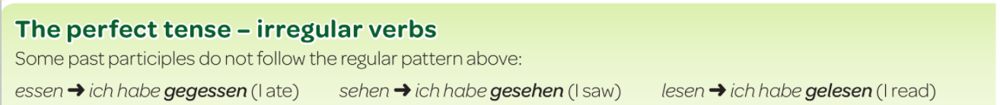 The perfect tense – irregular verbs
Some past participles do not follow the regular pattern above:
essen ➜ ich habe gegessen (I ate) sehen ➜ ich habe gesehen (I saw) lesen ➜ ich habe gelesen (I read)